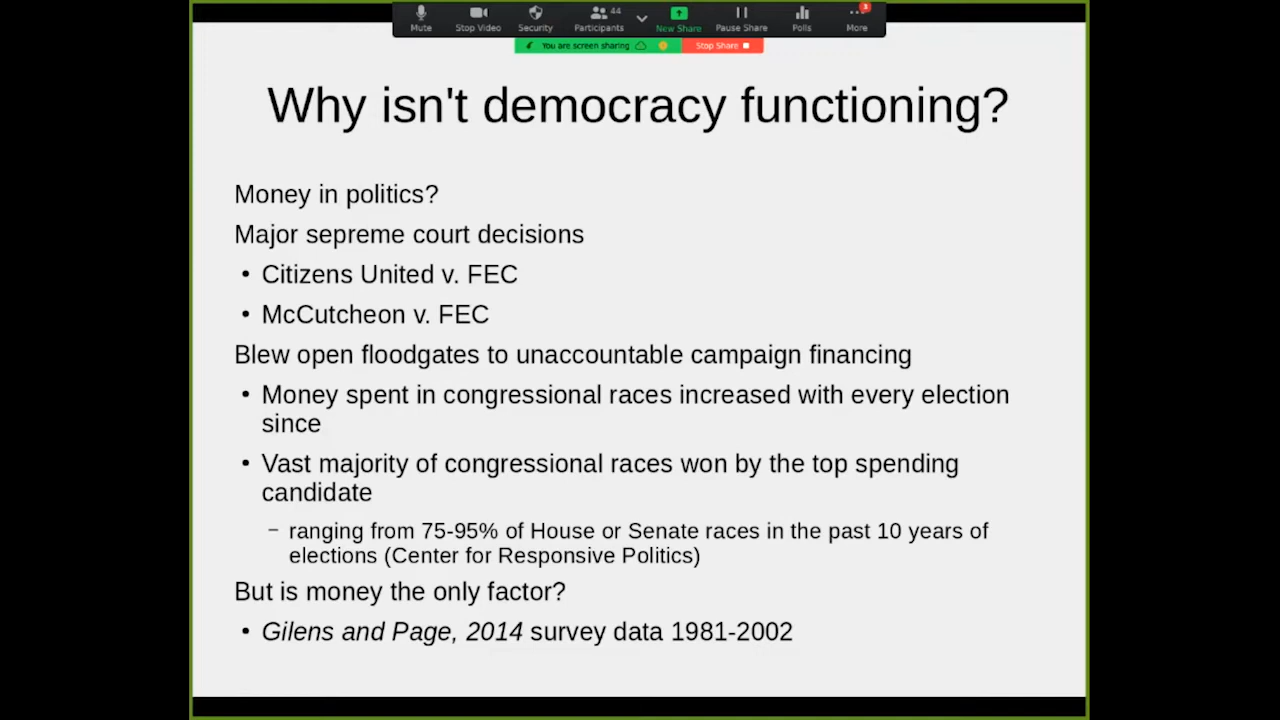 Mute
Stop Video
Security
44
Participants
New Share
Pause Share
Polls
3
More
You are screen sharing
Stop Share
Why isn't democracy functioning?
Money in politics?
Major sepreme court decisions
• Citizens United v. FEC
• McCutcheon v. FEC
Blew open floodgates to unaccountable campaign financing
• Money spent in congressional races increased with every election
since
• Vast majority of congressional races won by the top spending
candidate
– ranging from 75-95% of House or Senate races in the past 10 years of
elections (Center for Responsive Politics)
But is money the only factor?
• Gilens and Page, 2014 survey data 1981-2002